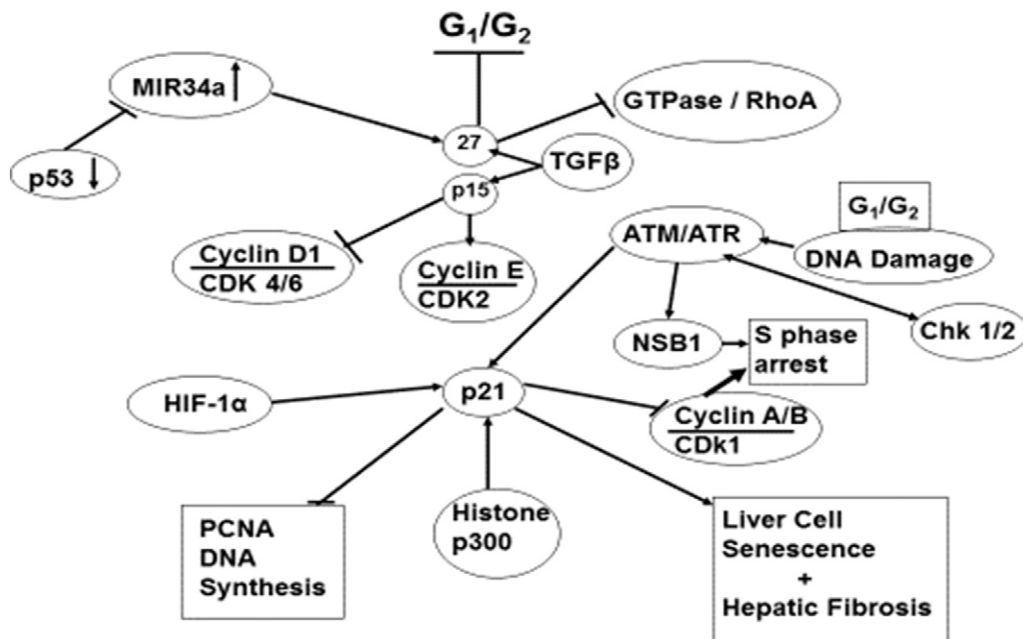 G₁/G₂
MIR34a
GTPase / RhoA
27
p53
TGFβ
p15
G₁/G₂
ATM/ATR
DNA Damage
Cyclin D1
CDK 4/6
Cyclin E
CDK2
NSB1
S phase
arrest
Chk 1/2
HIF-1α
p21
Cyclin A/B
CDk1
PCNA
DNA
Synthesis
Histone
p300
Liver Cell
Senescence
+
Hepatic Fibrosis